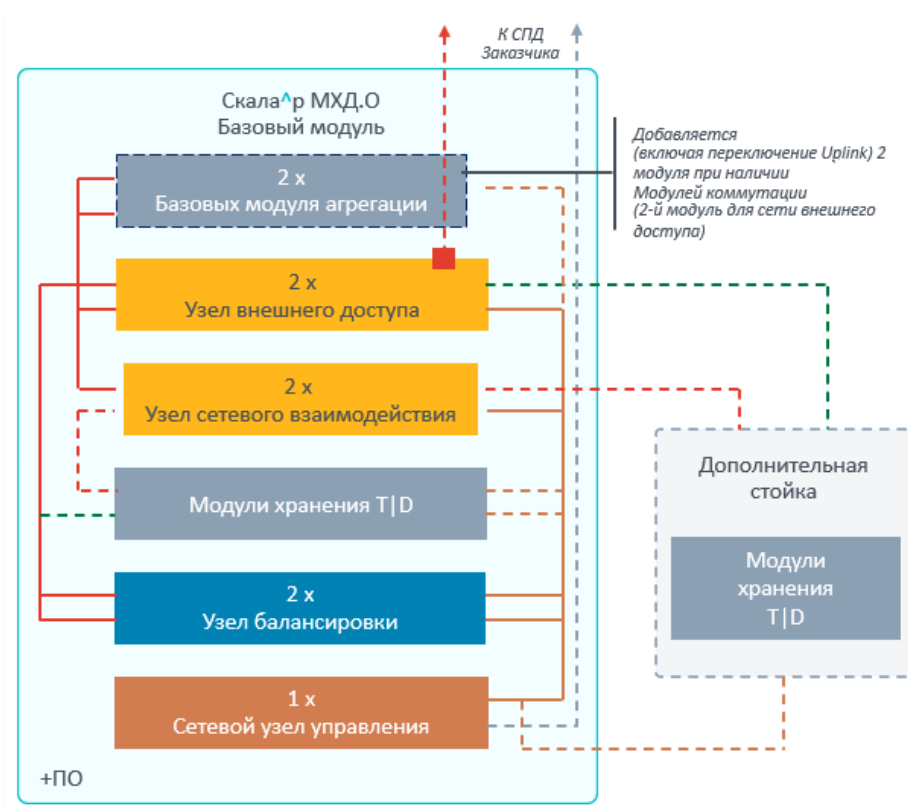 К СПД
Заказчика
Скала^р МХД.О
Базовый модуль
2 x
Базовых модуля агрегации
Добавляется
(включая переключение Uplink) 2
модуля при наличии
Модулей коммутации
(2-й модуль для сети внешнего
доступа)
2 x
Узел внешнего доступа
2 x
Узел сетевого взаимодействия
Модули хранения T|D
2 x
Узел балансировки
1 x
Сетевой узел управления
+ПО
Дополнительная
стойка
Модули
хранения
T|D